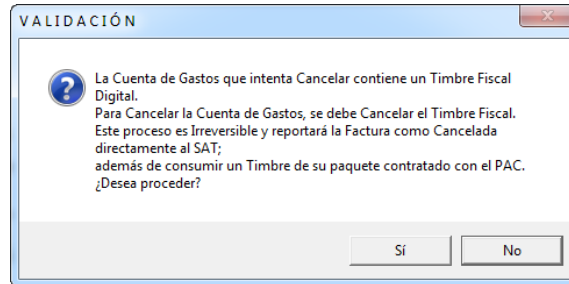 VALIDACIÓN
La Cuenta de Gastos que intenta Cancelar contiene un Timbre Fiscal
Digital.
Para Cancelar la Cuenta de Gastos, se debe Cancelar el Timbre Fiscal.
Este proceso es Irreversible y reportará la Factura como Cancelada
directamente al SAT;
además de consumir un Timbre de su paquete contratado con el PAC.
¿Desea proceder?
Sí
No